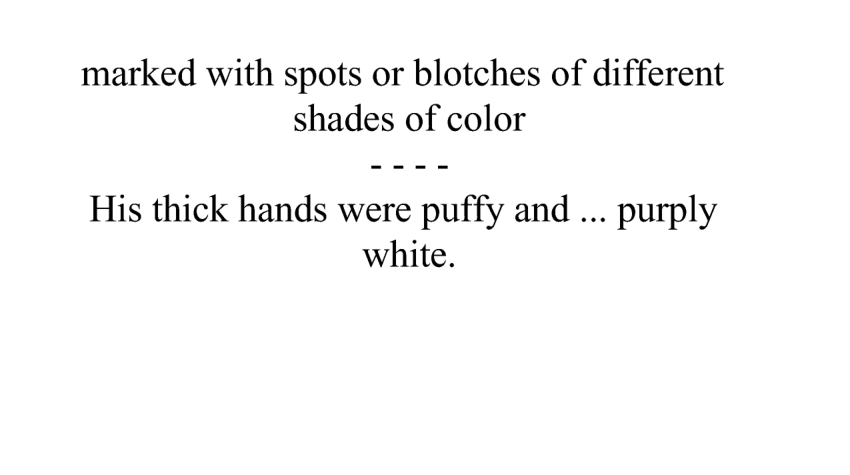 marked with spots or blotches of different
shades of color
- - - -
His thick hands were puffy and ... purply
white.